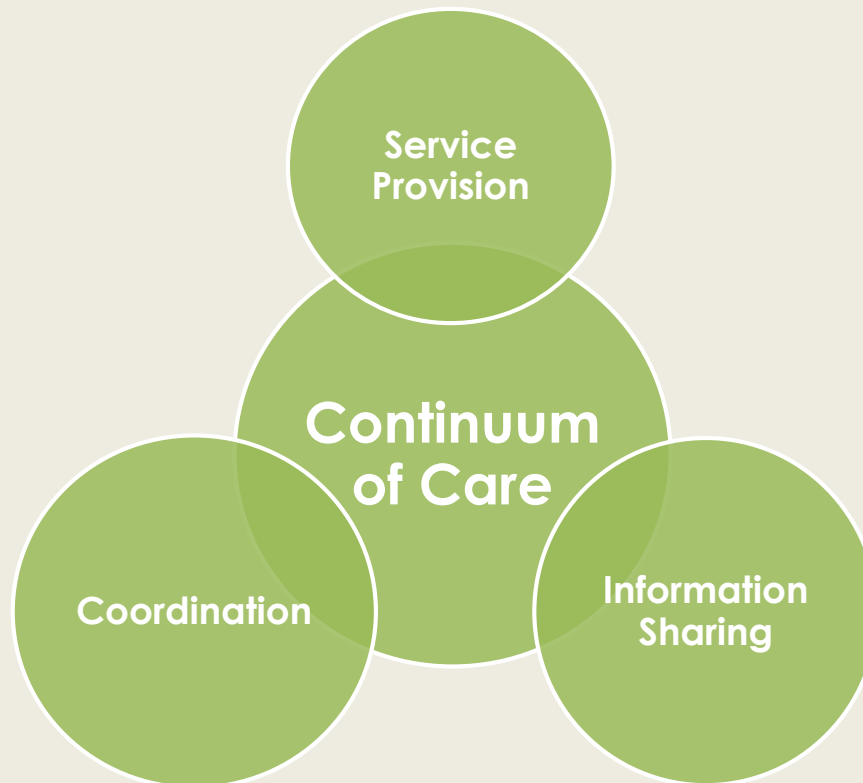 Service
Provision
Continuum
of Care
Coordination
Information
Sharing